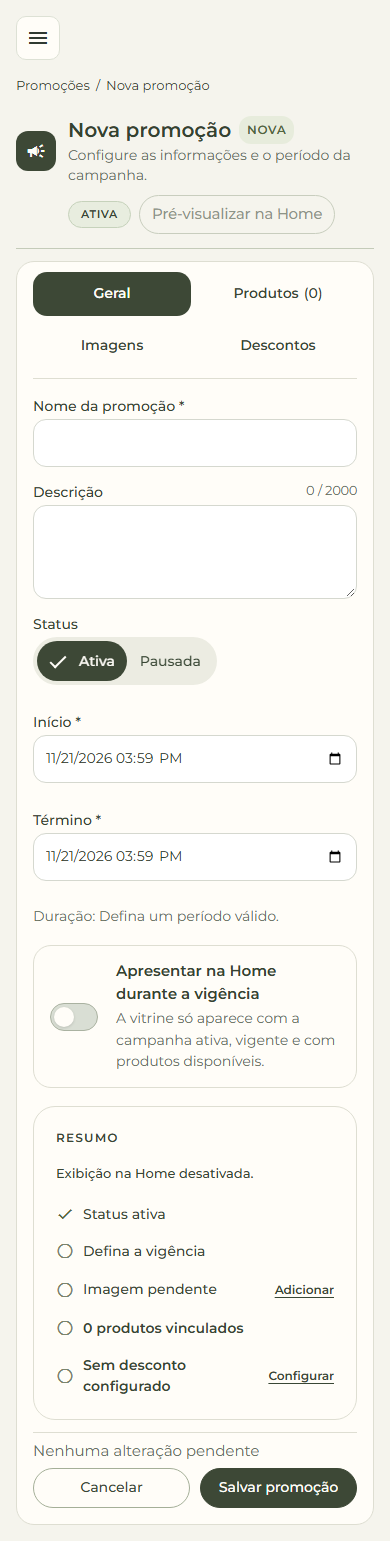 Promoções / Nova promoção
Nova promoção NOVA
Configure as informações e o período da
campanha.
ATIVA Pré-visualizar na Home
Geral Produtos (0)
Imagens Descontos
Nome da promoção *
Descrição 0 / 2000
Status
Ativa Pausada
Início *
11/21/2026 03:59 PM
Término *
11/21/2026 03:59 PM
Duração: Defina um período válido.
Apresentar na Home
durante a vigência
A vitrine só aparece com a
campanha ativa, vigente e com
produtos disponíveis.
RESUMO
Exibição na Home desativada.
Status ativa
Defina a vigência
Imagem pendente Adicionar
0 produtos vinculados
Sem desconto
configurado Configurar
Nenhuma alteração pendente
Cancelar Salvar promoção